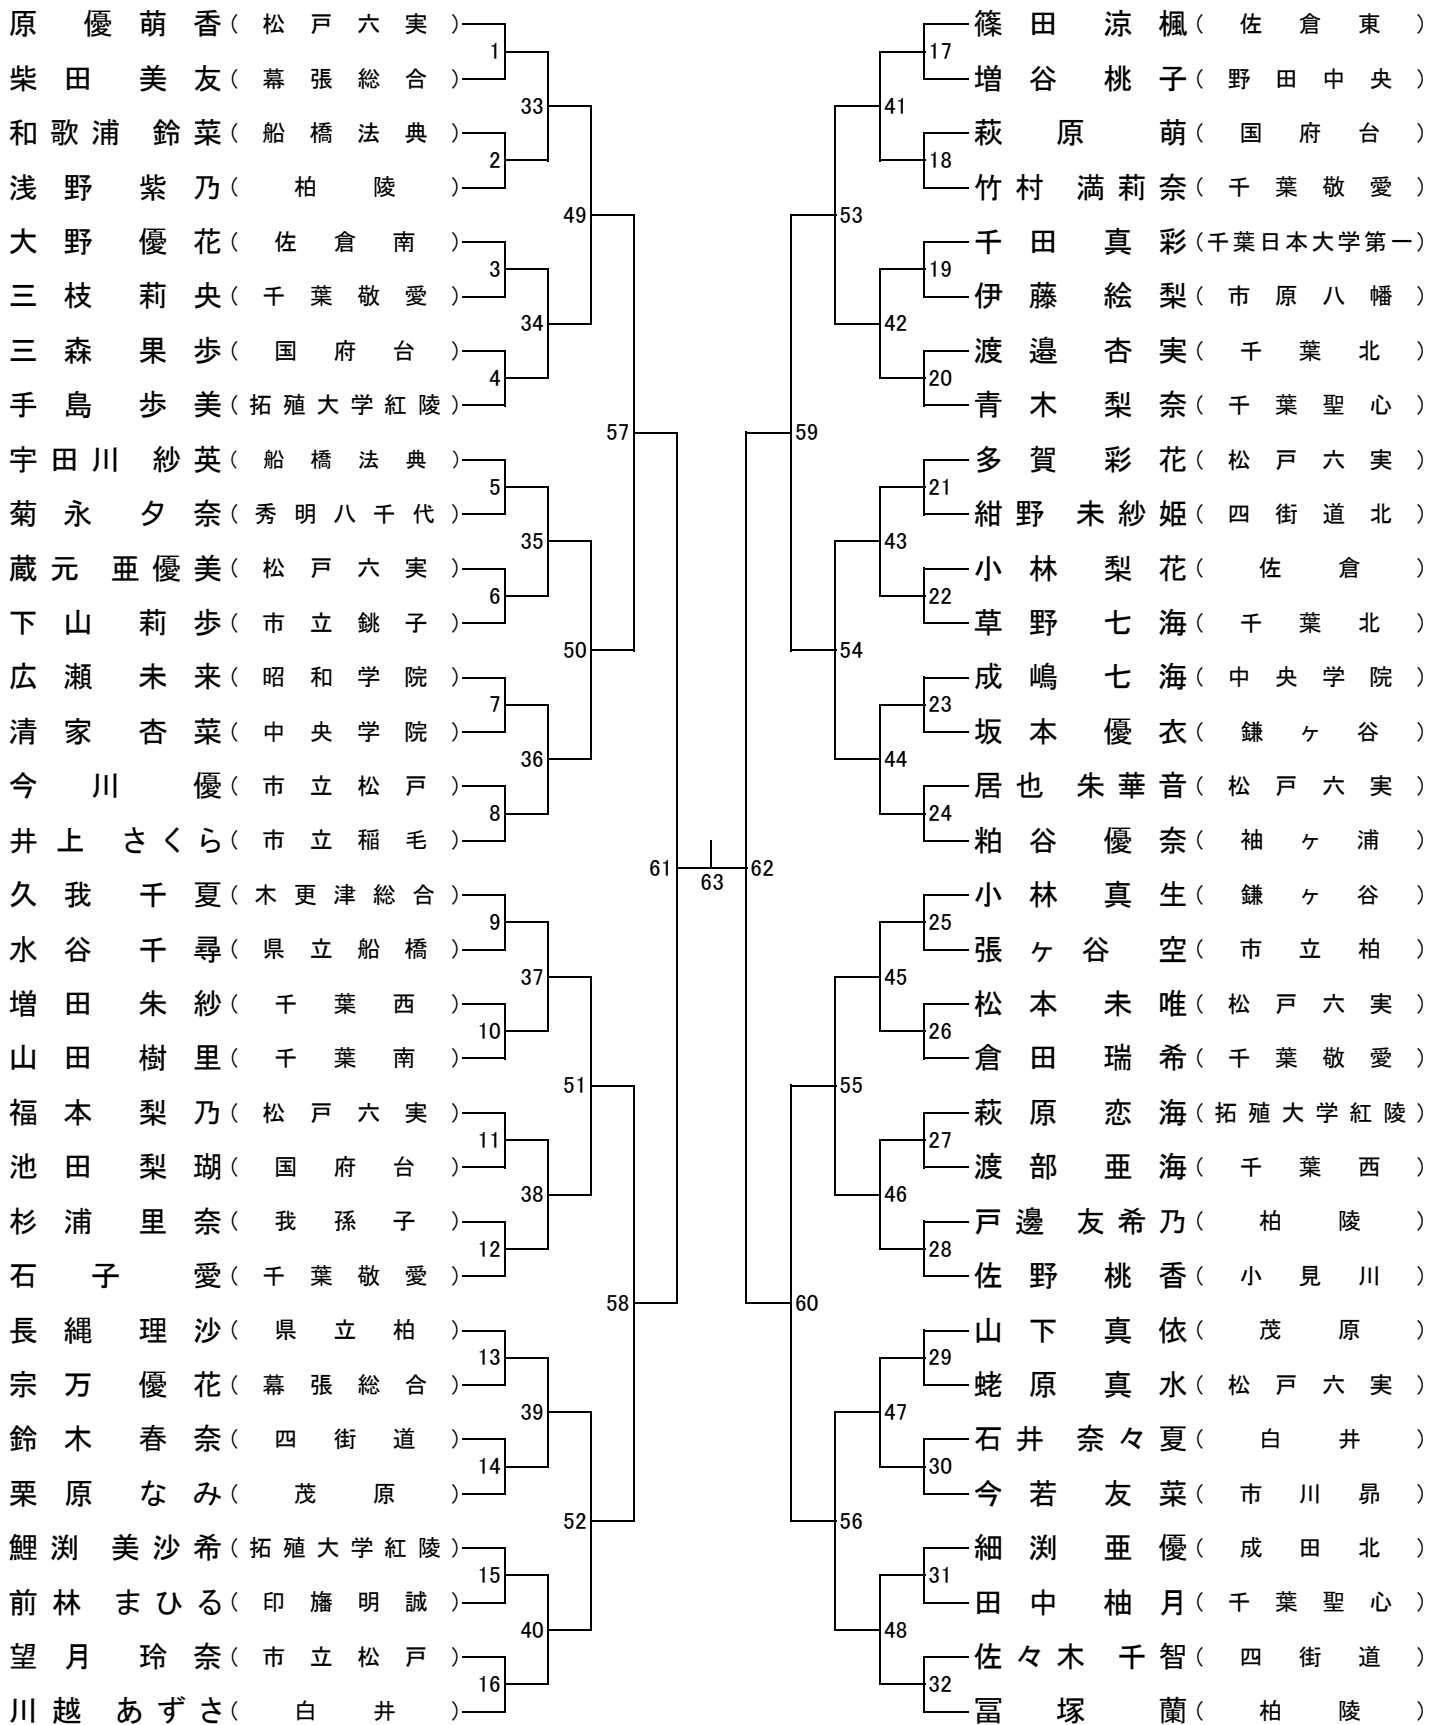 原 優萌香（松戸六実）
1
柴田 美友（幕張総合）
33
和歌浦 鈴菜（船橋法典）
2
浅野 紫乃（柏陵）
49
大野 優花（佐倉南）
3
三枝 莉央（千葉敬愛）
34
三森 果歩（国府台）
4
手島 歩美（拓殖大学紅陵）
57
宇田川 紗英（船橋法典）
5
菊永 夕奈（秀明八千代）
35
蔵元 亜優美（松戸六実）
6
下山 莉歩（市立銚子）
50
広瀬 未来（昭和学院）
7
清家 杏菜（中央学院）
36
今川 優（市立松戸）
8
井上 さくら（市立稲毛）
61
久我 千夏（木更津総合）
9
水谷 千尋（県立船橋）
37
増田 朱紗（千葉西）
10
山田 樹里（千葉南）
51
福本 梨乃（松戸六実）
11
池田 梨瑚（国府台）
38
杉浦 里奈（我孫子）
12
石子 愛（千葉敬愛）
58
長縄 理沙（県立柏）
13
宗万 優花（幕張総合）
39
鈴木 春奈（四街道）
14
栗原 なみ（茂原）
52
鯉渕 美沙希（拓殖大学紅陵）
15
前林 まひる（印旛明誠）
40
望月 玲奈（市立松戸）
16
川越 あずさ（白井）
63
篠田 涼楓（佐倉東）
17
増谷 桃子（野田中央）
41
萩原 萌（国府台）
18
竹村 満莉奈（千葉敬愛）
53
千田 真彩（千葉日本大学第一）
19
伊藤 絵梨（市原八幡）
42
渡邉 杏実（千葉北）
20
青木 梨奈（千葉聖心）
59
多賀 彩花（松戸六実）
21
紺野 未紗姫（四街道北）
43
小林 梨花（佐倉）
22
草野 七海（千葉北）
54
成嶋 七海（中央学院）
23
坂本 優衣（鎌ヶ谷）
44
居也 朱華音（松戸六実）
24
粕谷 優奈（袖ヶ浦）
62
小林 真生（鎌ヶ谷）
25
張ヶ谷 空（市立柏）
45
松本 未唯（松戸六実）
26
倉田 瑞希（千葉敬愛）
55
萩原 恋海（拓殖大学紅陵）
27
渡部 亜海（千葉西）
46
戸邊 友希乃（柏陵）
28
佐野 桃香（小見川）
60
山下 真依（茂原）
29
蛯原 真水（松戸六実）
47
石井 奈々夏（白井）
30
今若 友菜（市川昴）
56
細渕 亜優（成田北）
31
田中 柚月（千葉聖心）
48
佐々木 千智（四街道）
32
冨塚 蘭（柏陵）